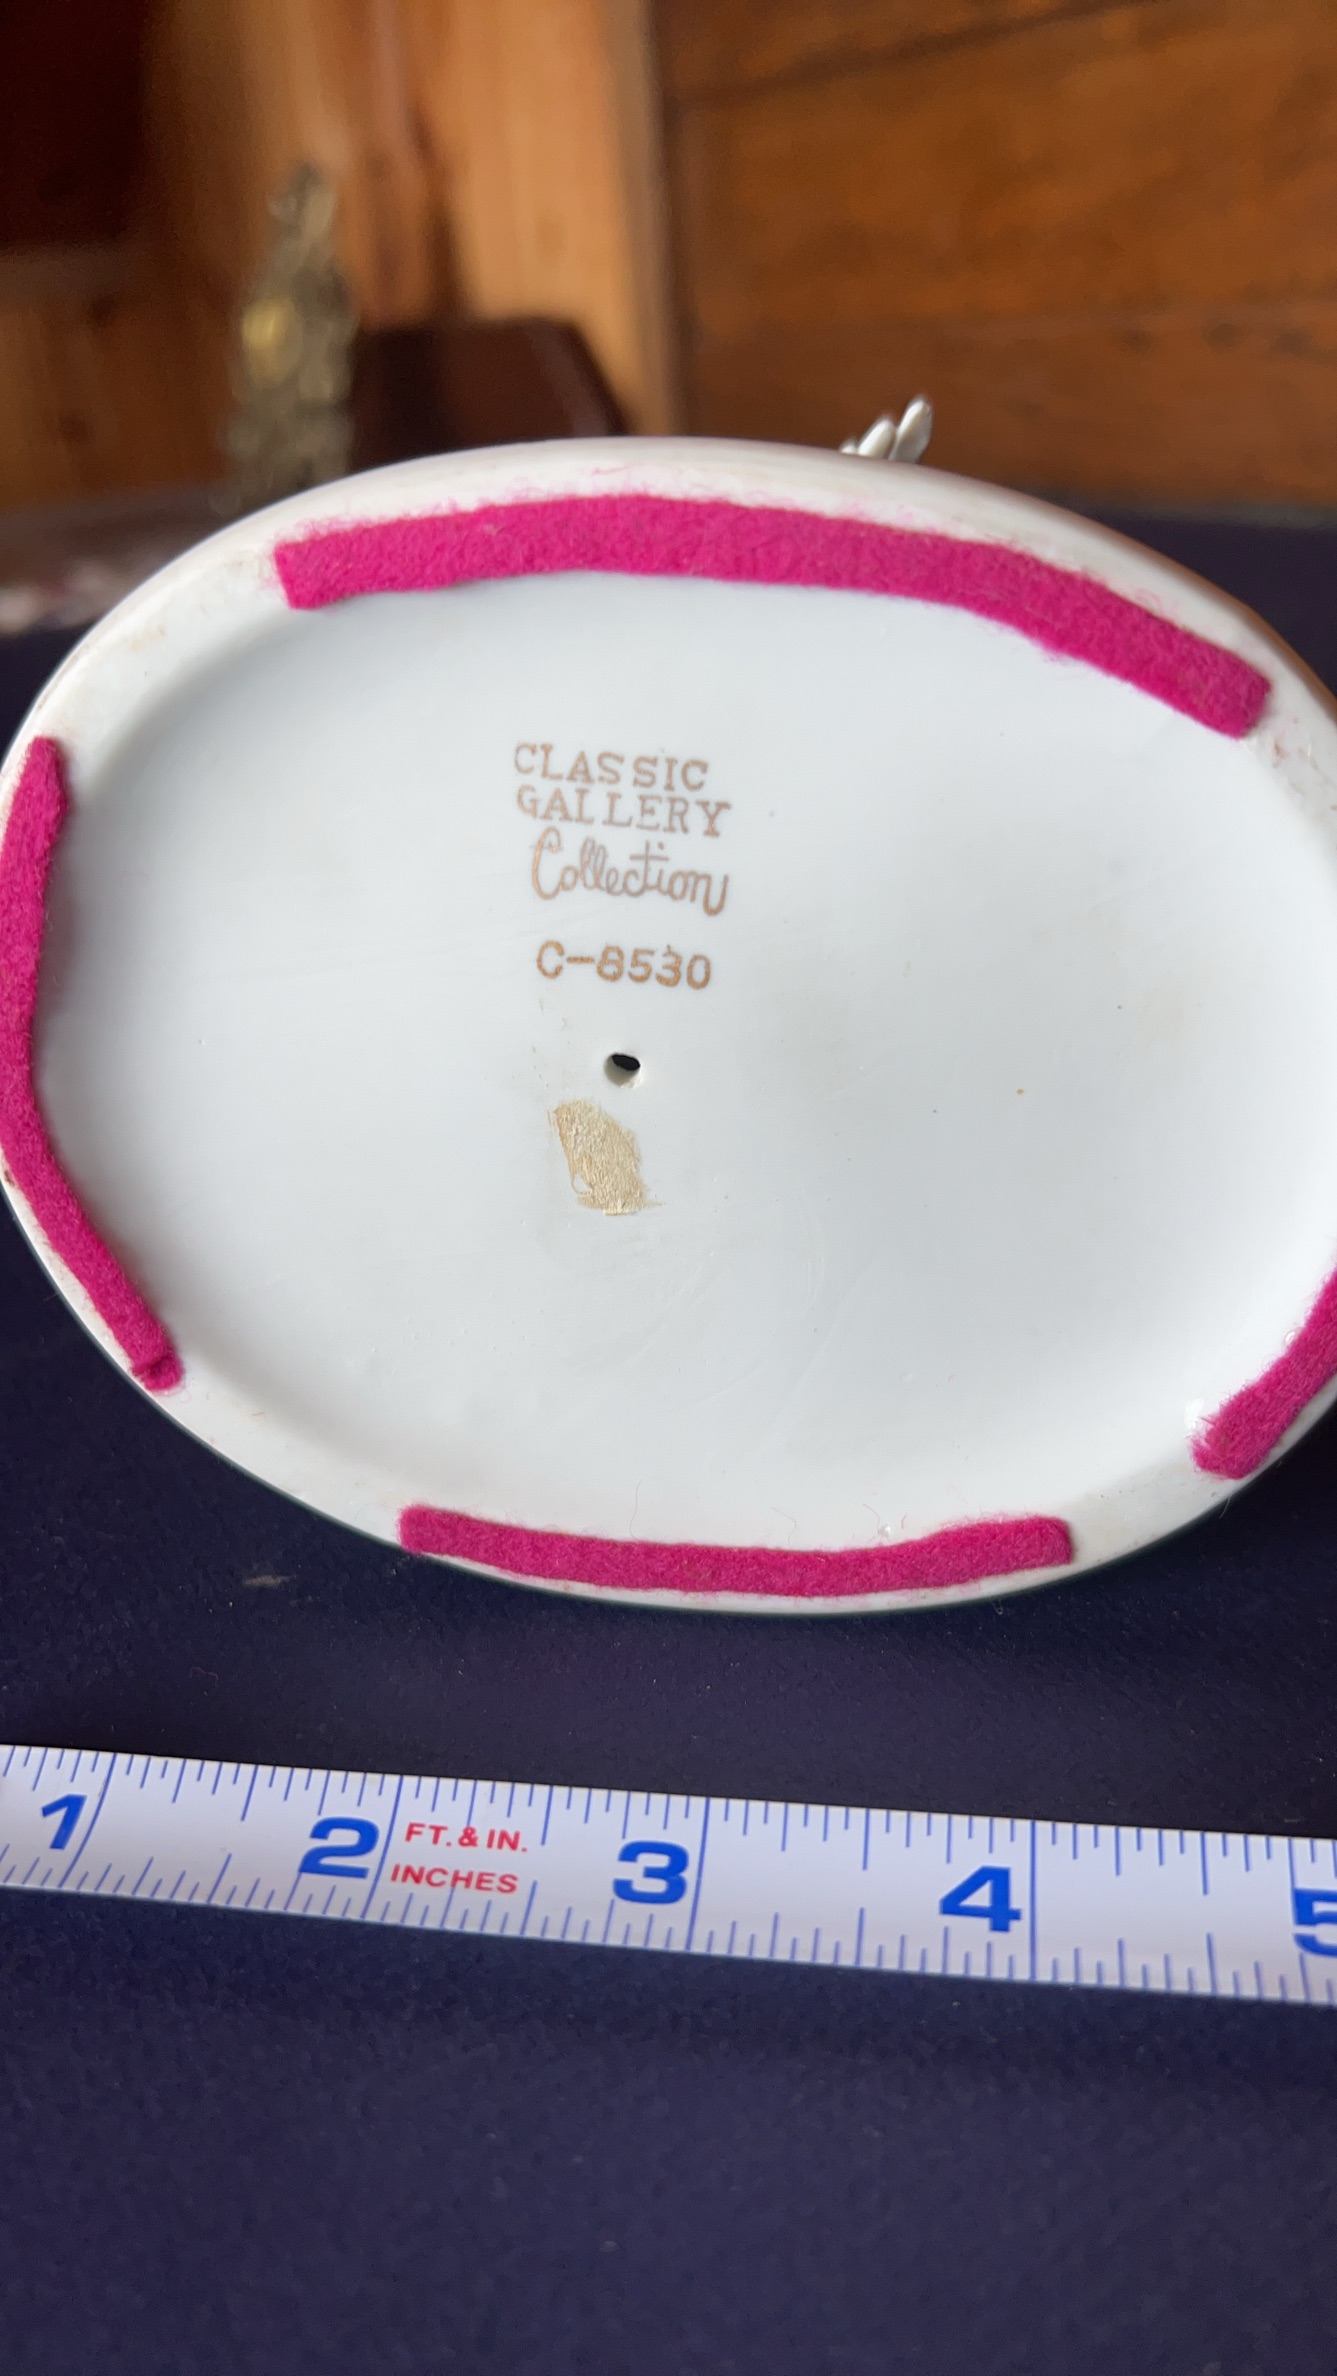 CLASSIC
GALLERY
Collection
C-8530
1 2 FT. & IN. 3 4 5
INCHES